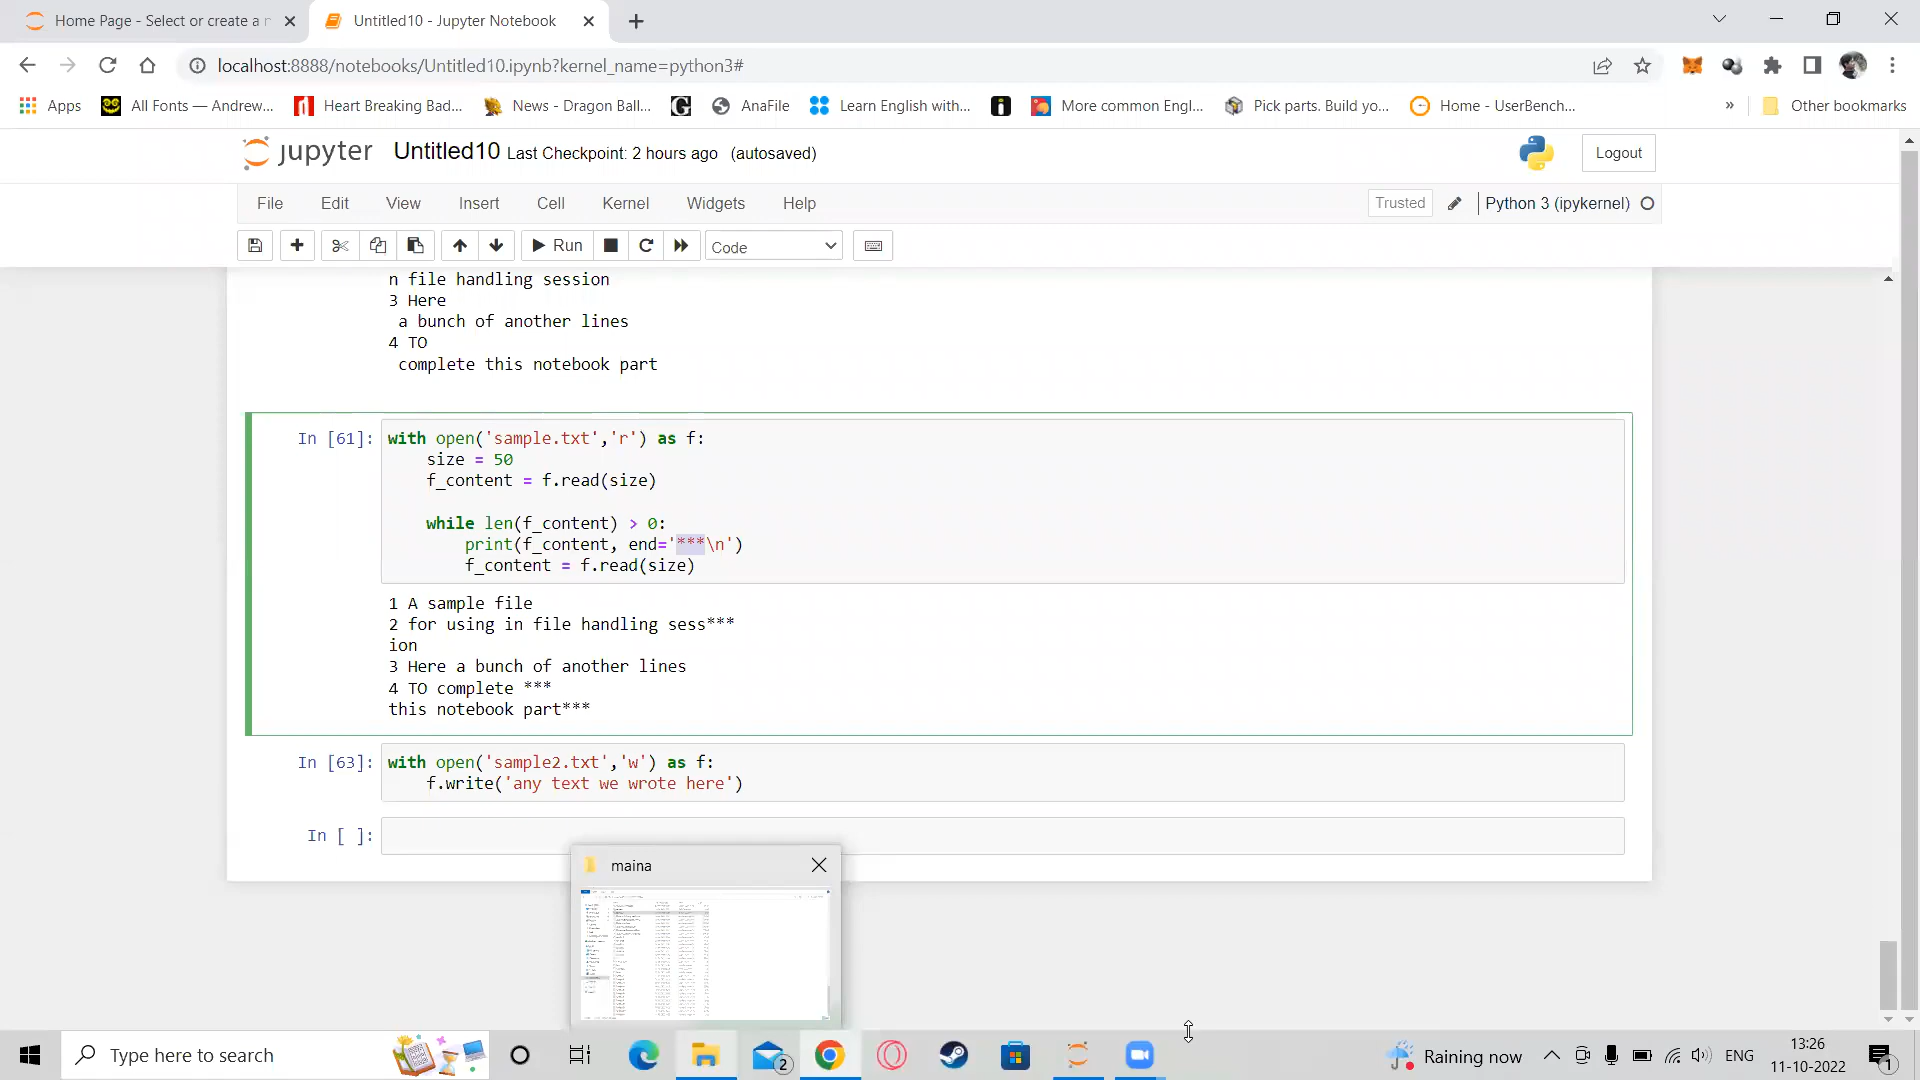 Home Page - Select or create a n
Untitled10 - Jupyter Notebook
localhost:8888/notebooks/Untitled10.ipynb?kernel_name=python3#
Apps
All Fonts — Andrew...
Heart Breaking Bad...
News - Dragon Ball...
G
AnaFile
Learn English with...
More common Engl...
Pick parts. Build yo...
Home - UserBench...
»
Other bookmarks
jupyter Untitled10 Last Checkpoint: 2 hours ago (autosaved)
Logout
File Edit View Insert Cell Kernel Widgets Help
Trusted
Python 3 (ipykernel)
Run
Code
n file handling session
3 Here
 a bunch of another lines
4 TO
 complete this notebook part
In [61]: with open('sample.txt','r') as f:
    size = 50
    f_content = f.read(size)
    while len(f_content) > 0:
        print(f_content, end='***\n')
        f_content = f.read(size)
1 A sample file
2 for using in file handling sess***
ion
3 Here a bunch of another lines
4 TO complete ***
this notebook part***
In [63]: with open('sample2.txt','w') as f:
    f.write('any text we wrote here')
In [ ]:
maina
Type here to search
2
Raining now
ENG
13:26
11-10-2022
1